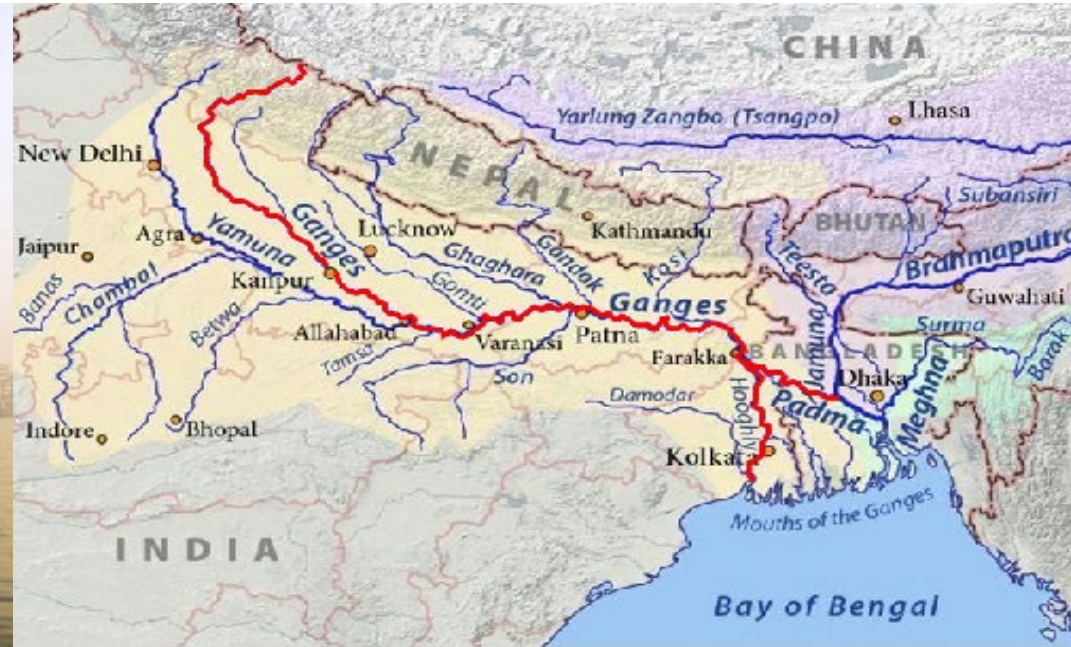 CHINA
Yarlung Zangbo (Tsangpo)
Lhasa
New Delhi
NEPAL
Subansiri
Jaipur
Agra
Yamuna
Ganges
Lucknow
Kathmandu
BHUTAN
Teesta
Brahmaputra
Banas
Chambal
Kanpur
Gomti
Ghaghara
Gandak
Kosi
Ganges
Guwahati
Betwa
Allahabad
Tamsa
Varanasi
Patna
Surma
Farakka
BANGLADESH
Jamuna
Barak
Son
Damodar
Hooghly
Dhaka
Padma
Meghna
Indore
Bhopal
Kolkata
Mouths of the Ganges
INDIA
Bay of Bengal